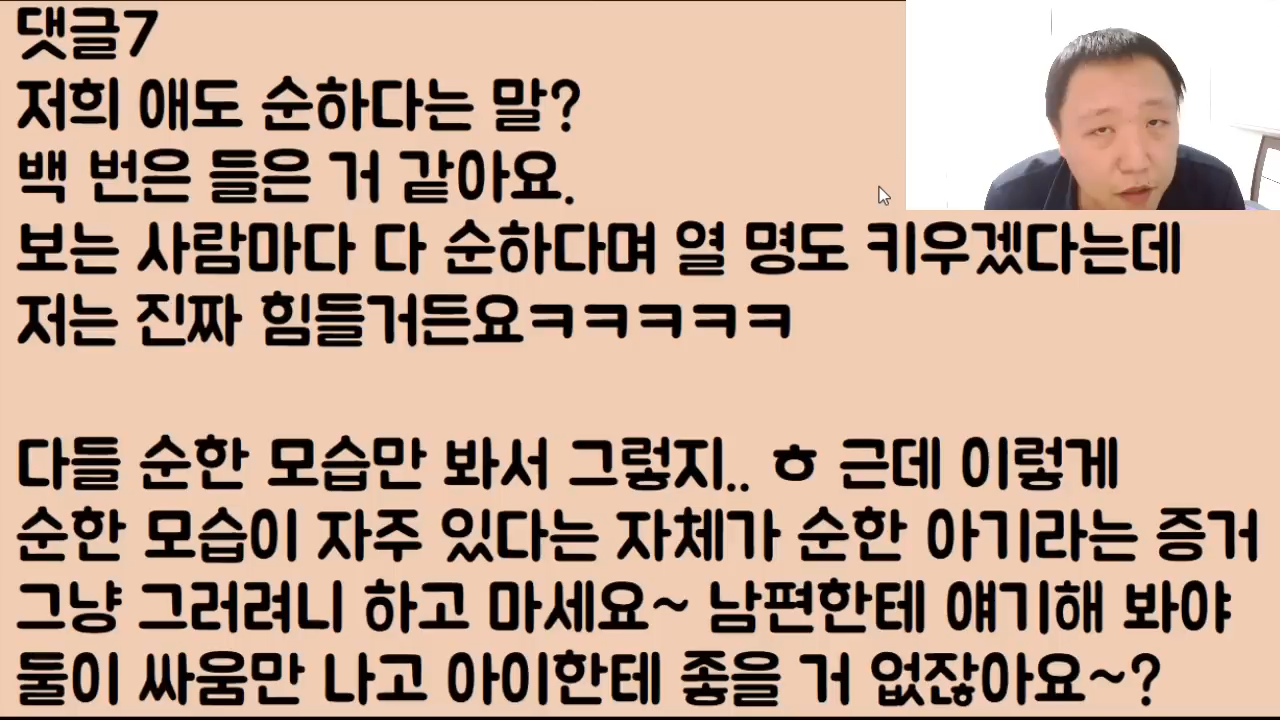 댓글7
저희 애도 순하다는 말?
백 번은 들은 거 같아요.
보는 사람마다 다 순하다며 열 명도 키우겠다는데
저는 진짜 힘들거든요ㅋㅋㅋㅋㅋ
다들 순한 모습만 봐서 그렇지.. ㅎ 근데 이렇게
순한 모습이 자주 있다는 자체가 순한 아기라는 증거
그냥 그러려니 하고 마세요~ 남편한테 얘기해 봐야
둘이 싸움만 나고 아이한테 좋을 거 없잖아요~?